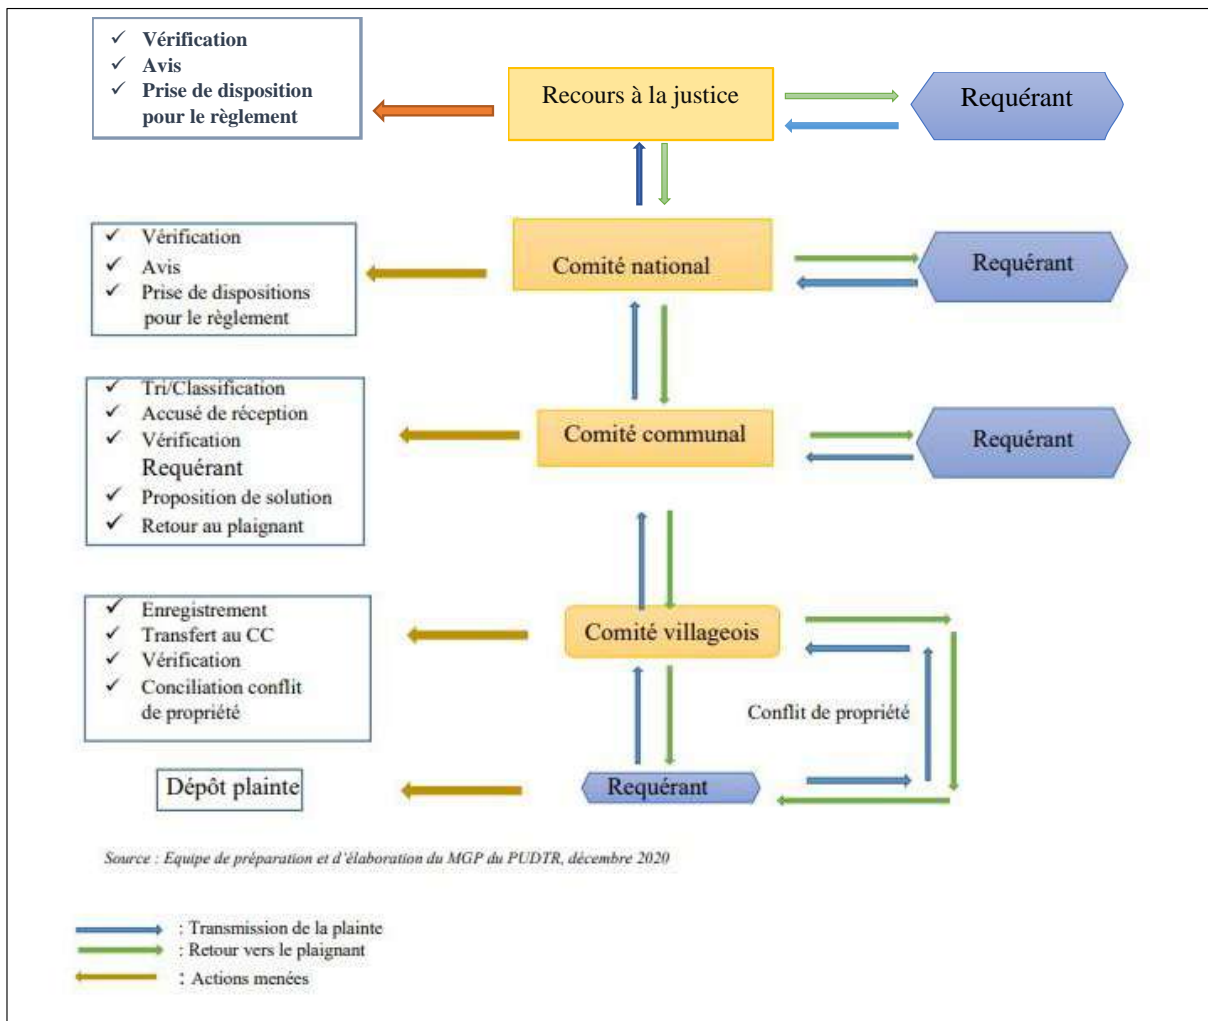 ✓ Vérification
✓ Avis
✓ Prise de disposition
pour le règlement
Recours à la justice
Requérant
✓ Vérification
✓ Avis
✓ Prise de dispositions
pour le règlement
Comité national
Requérant
✓ Tri/Classification
✓ Accusé de réception
✓ Vérification
Requérant
✓ Proposition de solution
✓ Retour au plaignant
Comité communal
Requérant
✓ Enregistrement
✓ Transfert au CC
✓ Vérification
✓ Conciliation conflit
de propriété
Comité villageois
Conflit de propriété
Dépôt plainte
Requérant
Source : Equipe de préparation et d'élaboration du MGP du PUDTR, décembre 2020
: Transmission de la plainte
: Retour vers le plaignant
: Actions menées